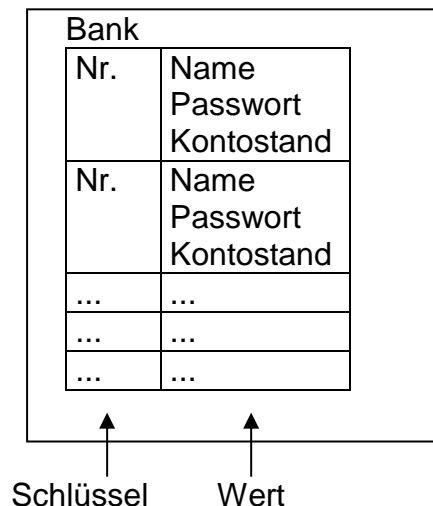 Bank
Nr. Name
Passwort
Kontostand
Nr. Name
Passwort
Kontostand
... ...
... ...
... ...
Schlüssel Wert